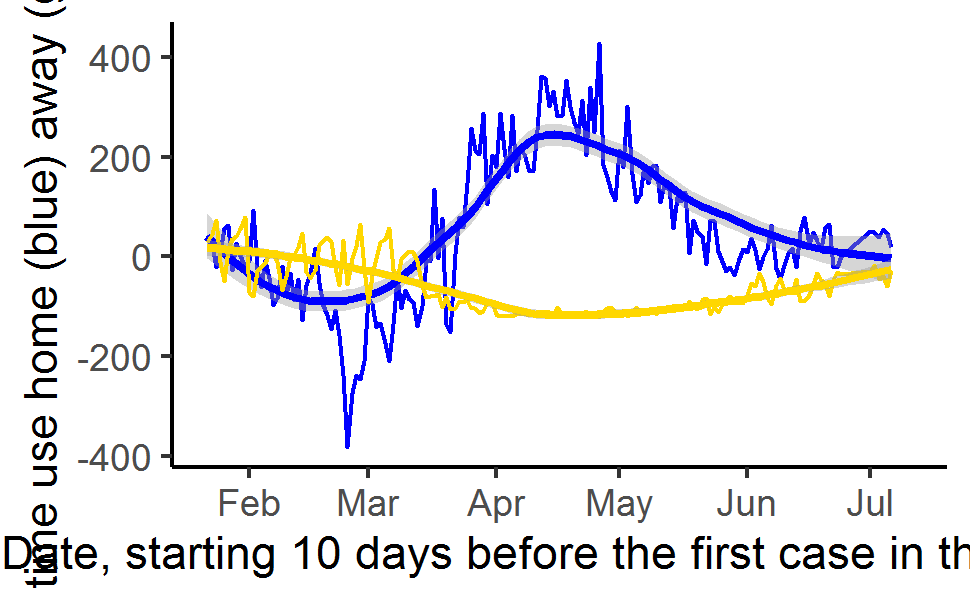 time use home (blue) away (
400
200
0
-200
-400
Feb Mar Apr May Jun Jul
Date, starting 10 days before the first case in th